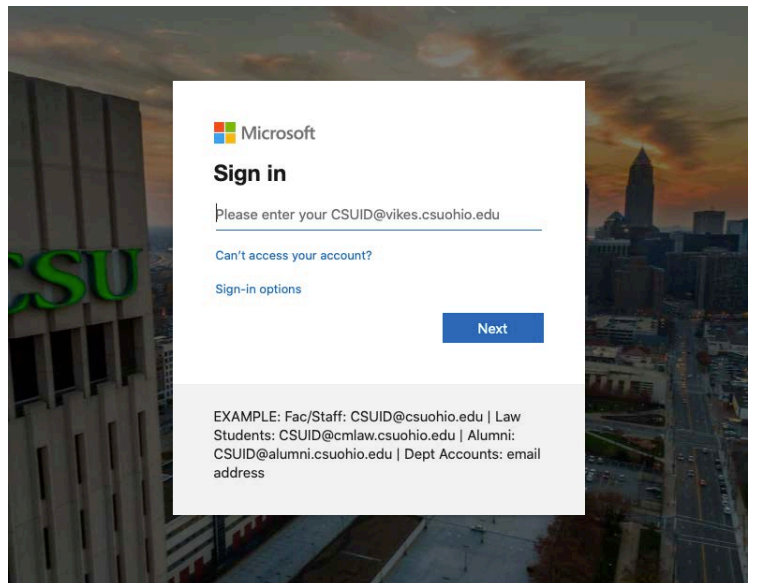 Microsoft
Sign in
Please enter your CSUID@vikes.csuohio.edu
Can't access your account?
Sign-in options
Next
CSU
EXAMPLE: Fac/Staff: CSUID@csuohio.edu | Law
Students: CSUID@cmlaw.csuohio.edu | Alumni:
CSUID@alumni.csuohio.edu | Dept Accounts: email
address